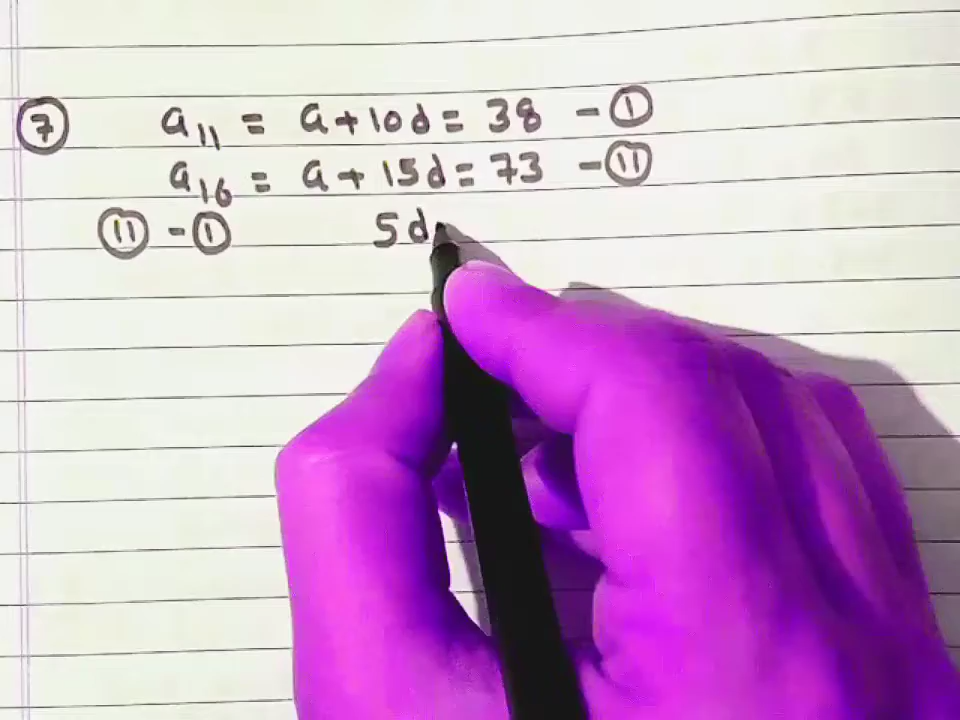 ⑦ a₁₁ = a + 10d = 38 - Ⓘ
a₁₆ = a + 15d = 73 - (II)
(II) - Ⓘ 5d